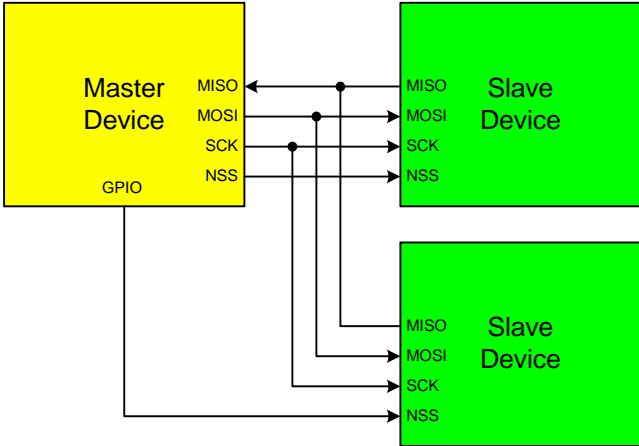 Master
Device
MISO
MOSI
SCK
NSS
GPIO
MISO
MOSI
SCK
NSS
Slave
Device
MISO
MOSI
SCK
NSS
Slave
Device